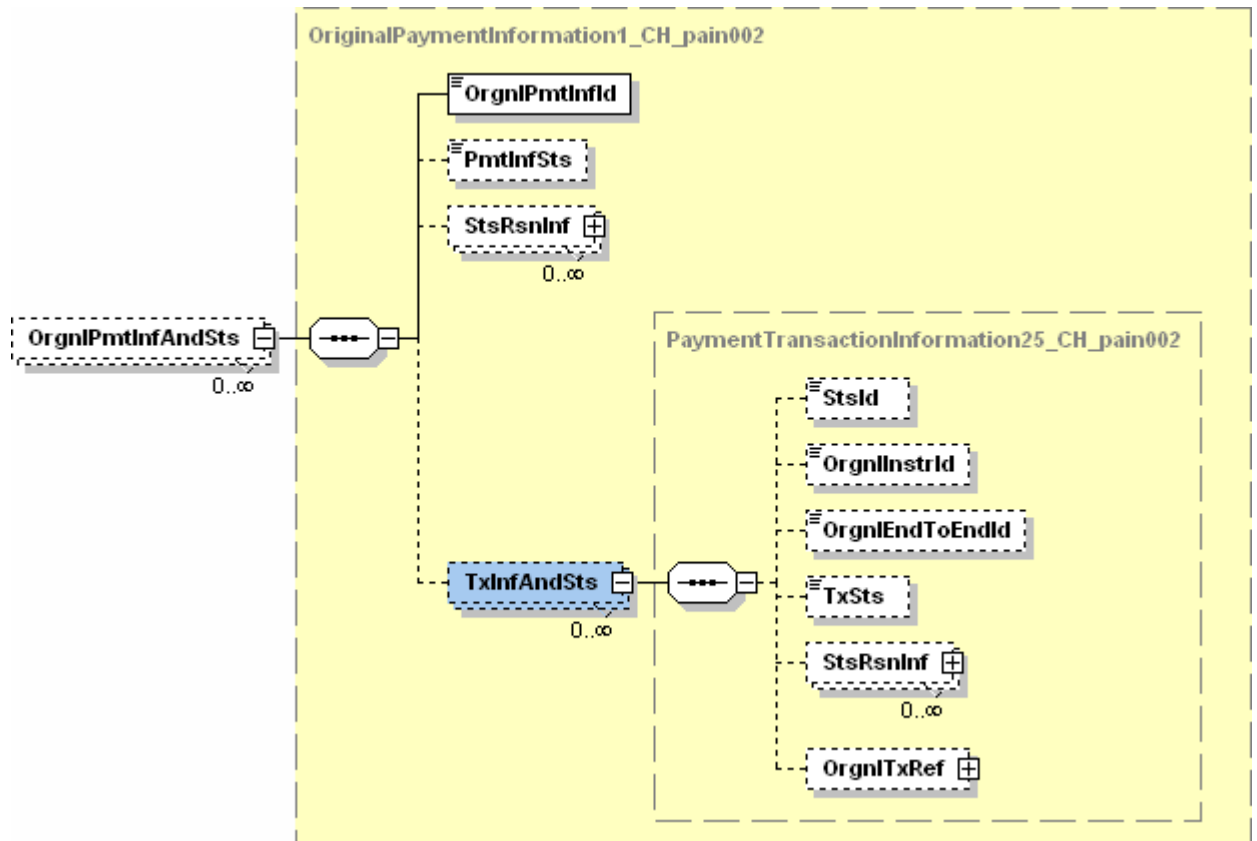 OriginalPaymentInformation1_CH_pain002
OrgnlPmtInfId
PmtInfSts
StsRsnInf
0..∞
OrgnlPmtInfAndSts
0..∞
PaymentTransactionInformation25_CH_pain002
StsId
OrgnlInstrId
OrgnlEndToEndId
TxInfAndSts
0..∞
TxSts
StsRsnInf
0..∞
OrgnlTxRef